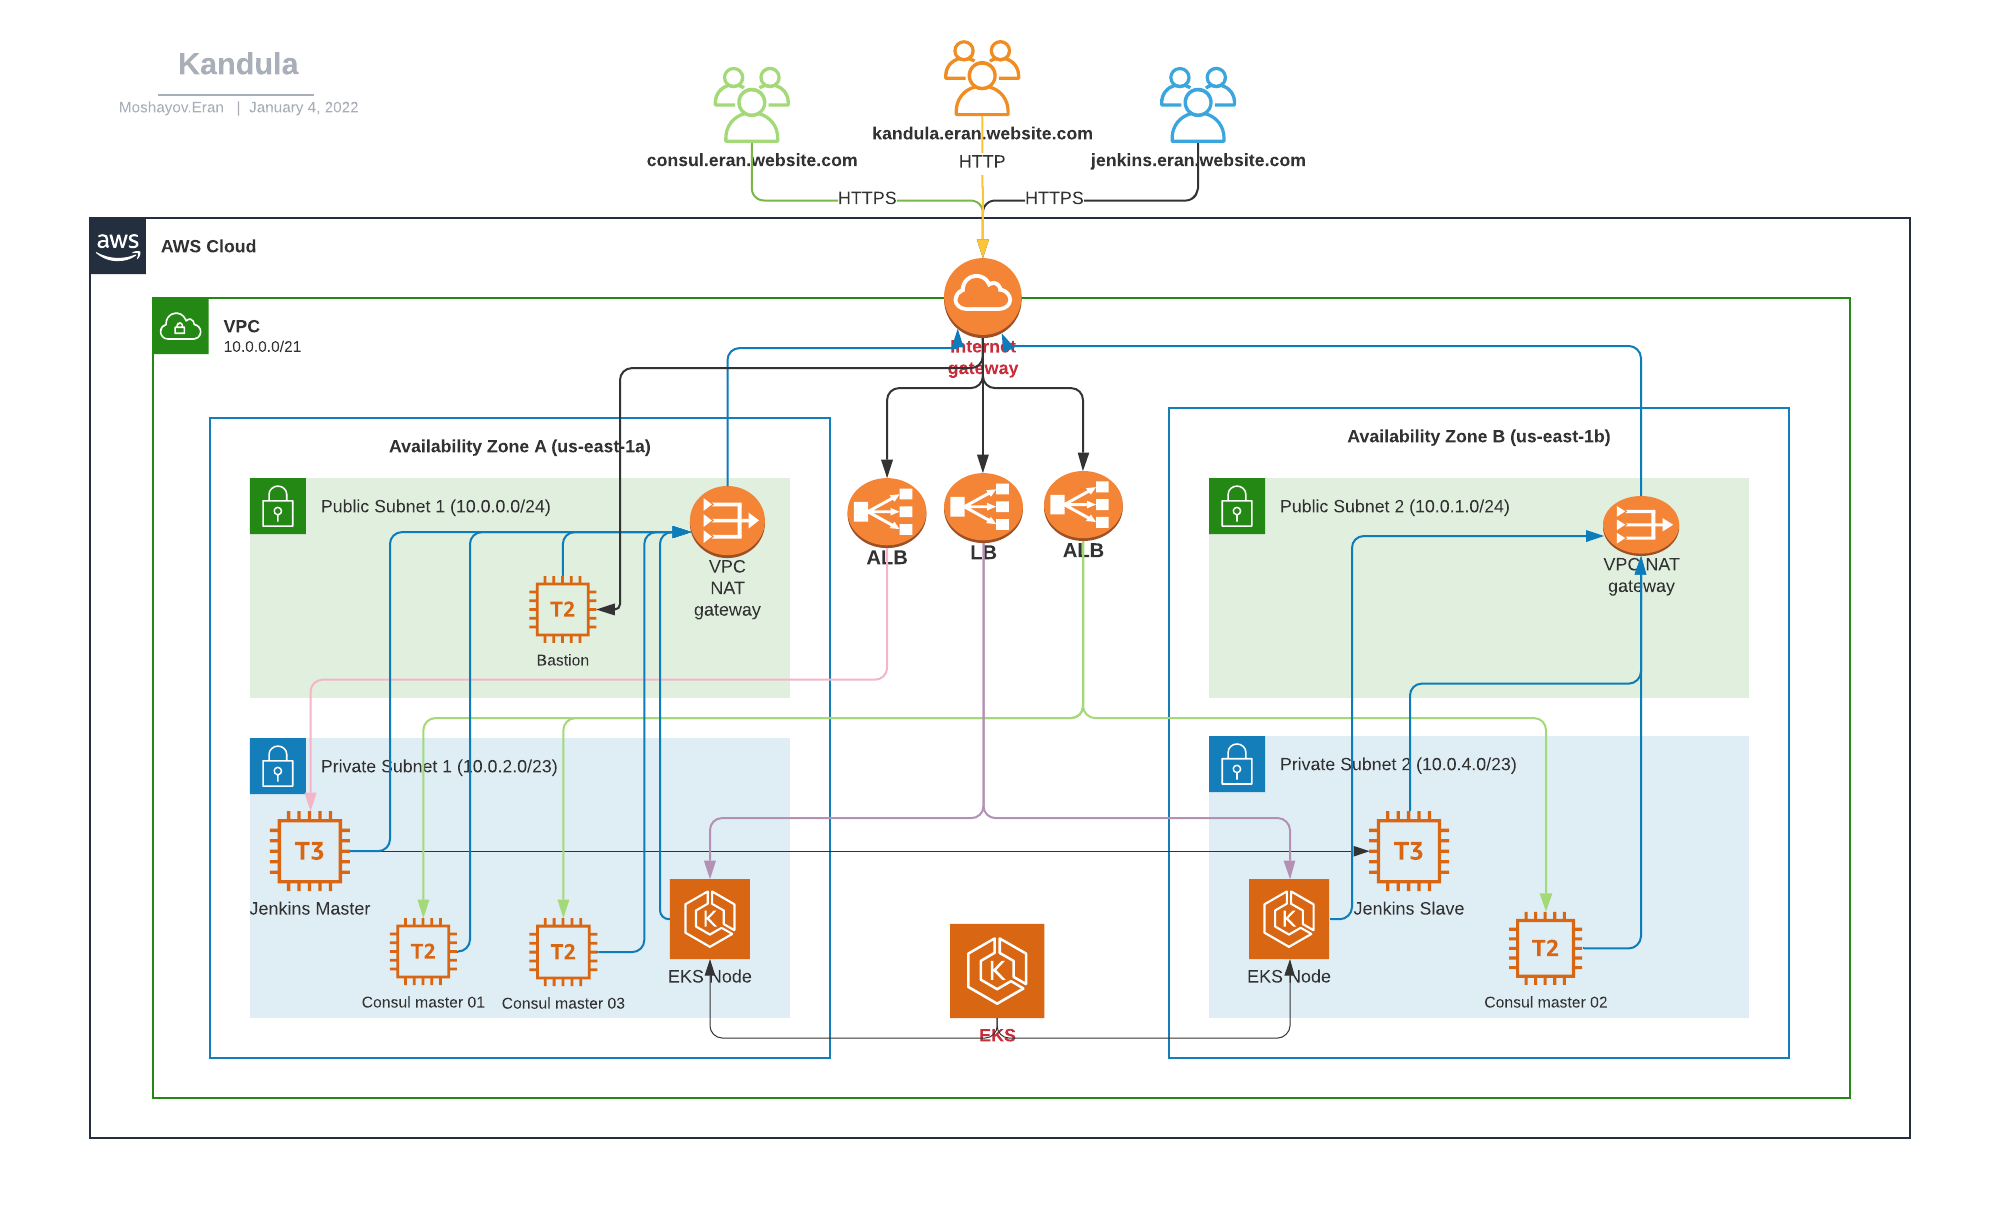 Kandula
Moshayov.Eran | January 4, 2022
kandula.eran.website.com
consul.eran.website.com
HTTP
jenkins.eran.website.com
HTTPS
HTTPS
aws
AWS Cloud
VPC
10.0.0.0/21
Internet
gateway
Availability Zone A (us-east-1a)
Availability Zone B (us-east-1b)
Public Subnet 1 (10.0.0.0/24)
Public Subnet 2 (10.0.1.0/24)
ALB
LB
ALB
VPC
NAT
gateway
VPC NAT
gateway
T2
Bastion
Private Subnet 1 (10.0.2.0/23)
Private Subnet 2 (10.0.4.0/23)
T3
Jenkins Master
T3
Jenkins Slave
T2
Consul master 01
T2
Consul master 03
K
EKS Node
K
EKS
K
EKS Node
T2
Consul master 02